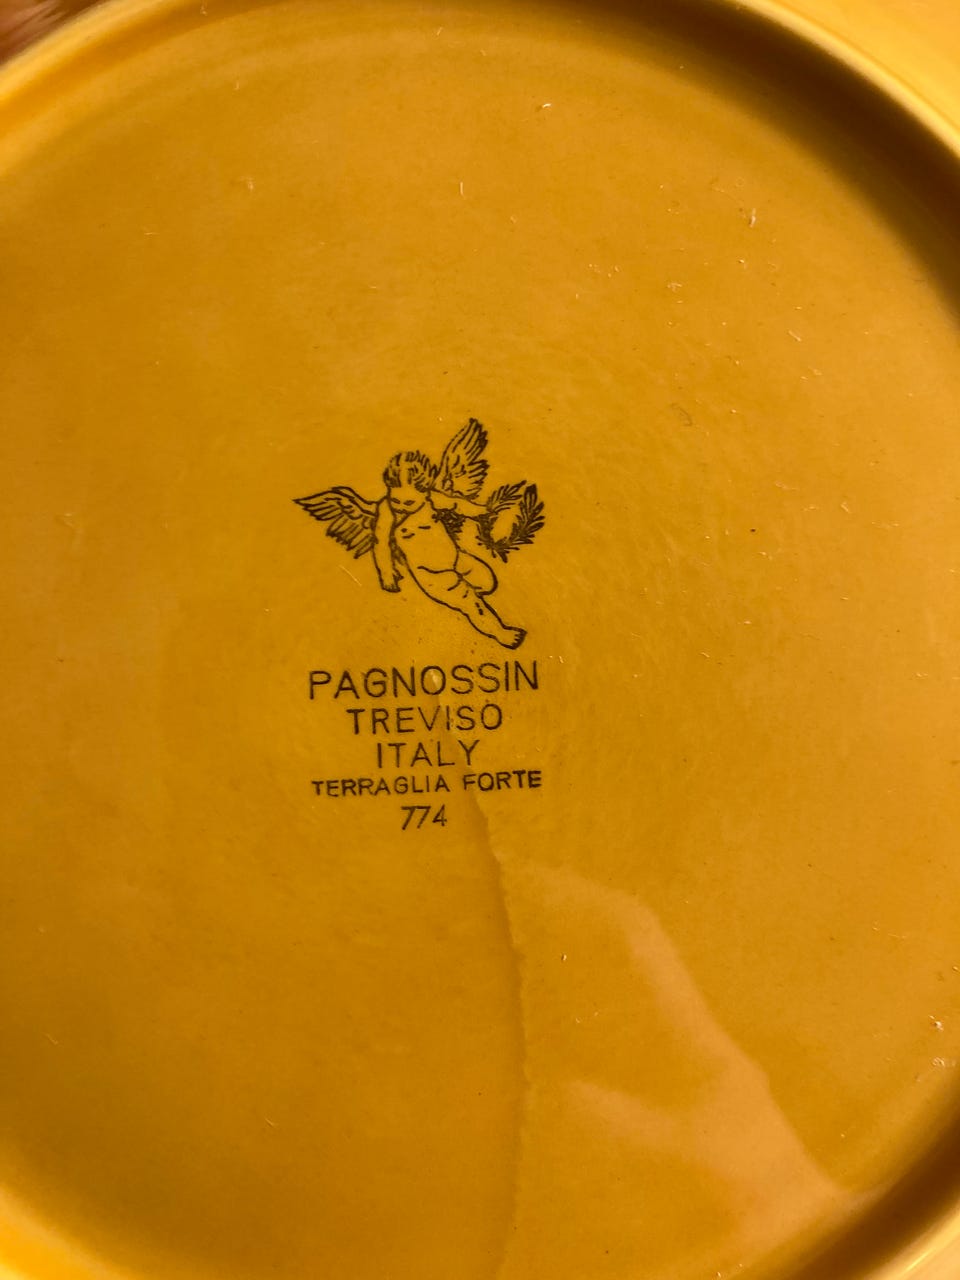 PAGNOSSIN
TREVISO
ITALY
TERRAGLIA FORTE
774